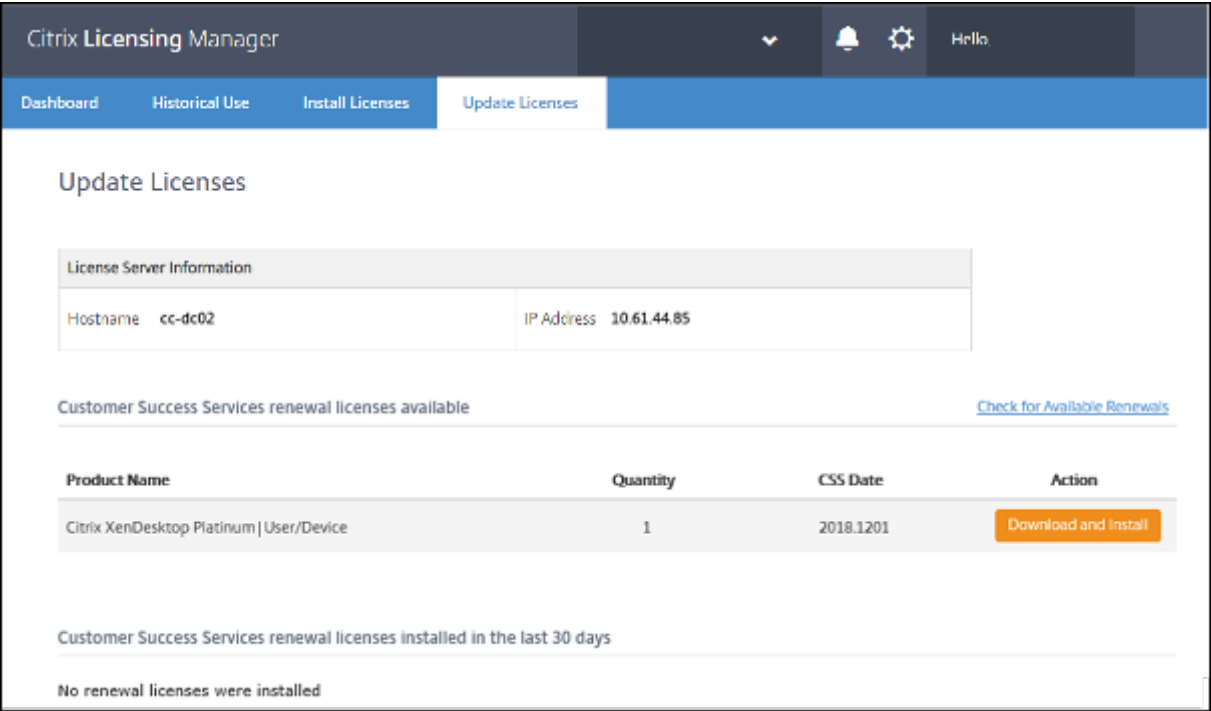 Citrix Licensing Manager Hello,
Dashboard Historical Use Install Licenses Update Licenses
Update Licenses
License Server Information
Hostname cc-dc02 IP Address 10.61.44.85
Customer Success Services renewal licenses available Check for Available Renewals
Product Name Quantity CSS Date Action
Citrix XenDesktop Platinum|User/Device 1 2018.1201 Download and Install
Customer Success Services renewal licenses installed in the last 30 days
No renewal licenses were installed